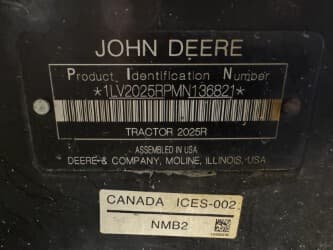 JOHN DEERE
Product Identification Number
*1LV2025RPMN136821*
TRACTOR 2025R
ASSEMBLED IN USA
DEERE & COMPANY, MOLINE, ILLINOIS, USA
CANADA ICES-002
NMB2